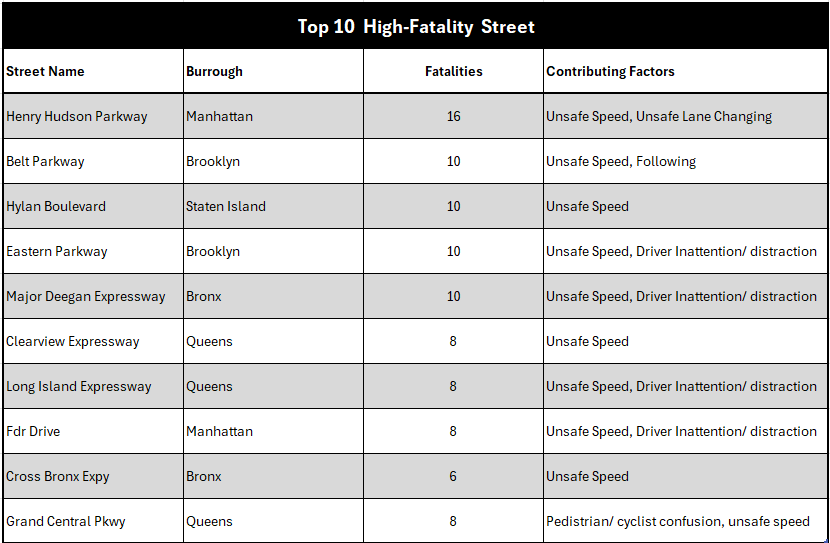 Top 10 High-Fatality Street
Street Name Burrough Fatalities Contributing Factors
Henry Hudson Parkway Manhattan 16 Unsafe Speed, Unsafe Lane Changing
Belt Parkway Brooklyn 10 Unsafe Speed, Following
Hylan Boulevard Staten Island 10 Unsafe Speed
Eastern Parkway Brooklyn 10 Unsafe Speed, Driver Inattention/ distraction
Major Deegan Expressway Bronx 10 Unsafe Speed, Driver Inattention/ distraction
Clearview Expressway Queens 8 Unsafe Speed
Long Island Expressway Queens 8 Unsafe Speed, Driver Inattention/ distraction
Fdr Drive Manhattan 8 Unsafe Speed, Driver Inattention/ distraction
Cross Bronx Expy Bronx 6 Unsafe Speed
Grand Central Pkwy Queens 8 Pedistrian/ cyclist confusion, unsafe speed